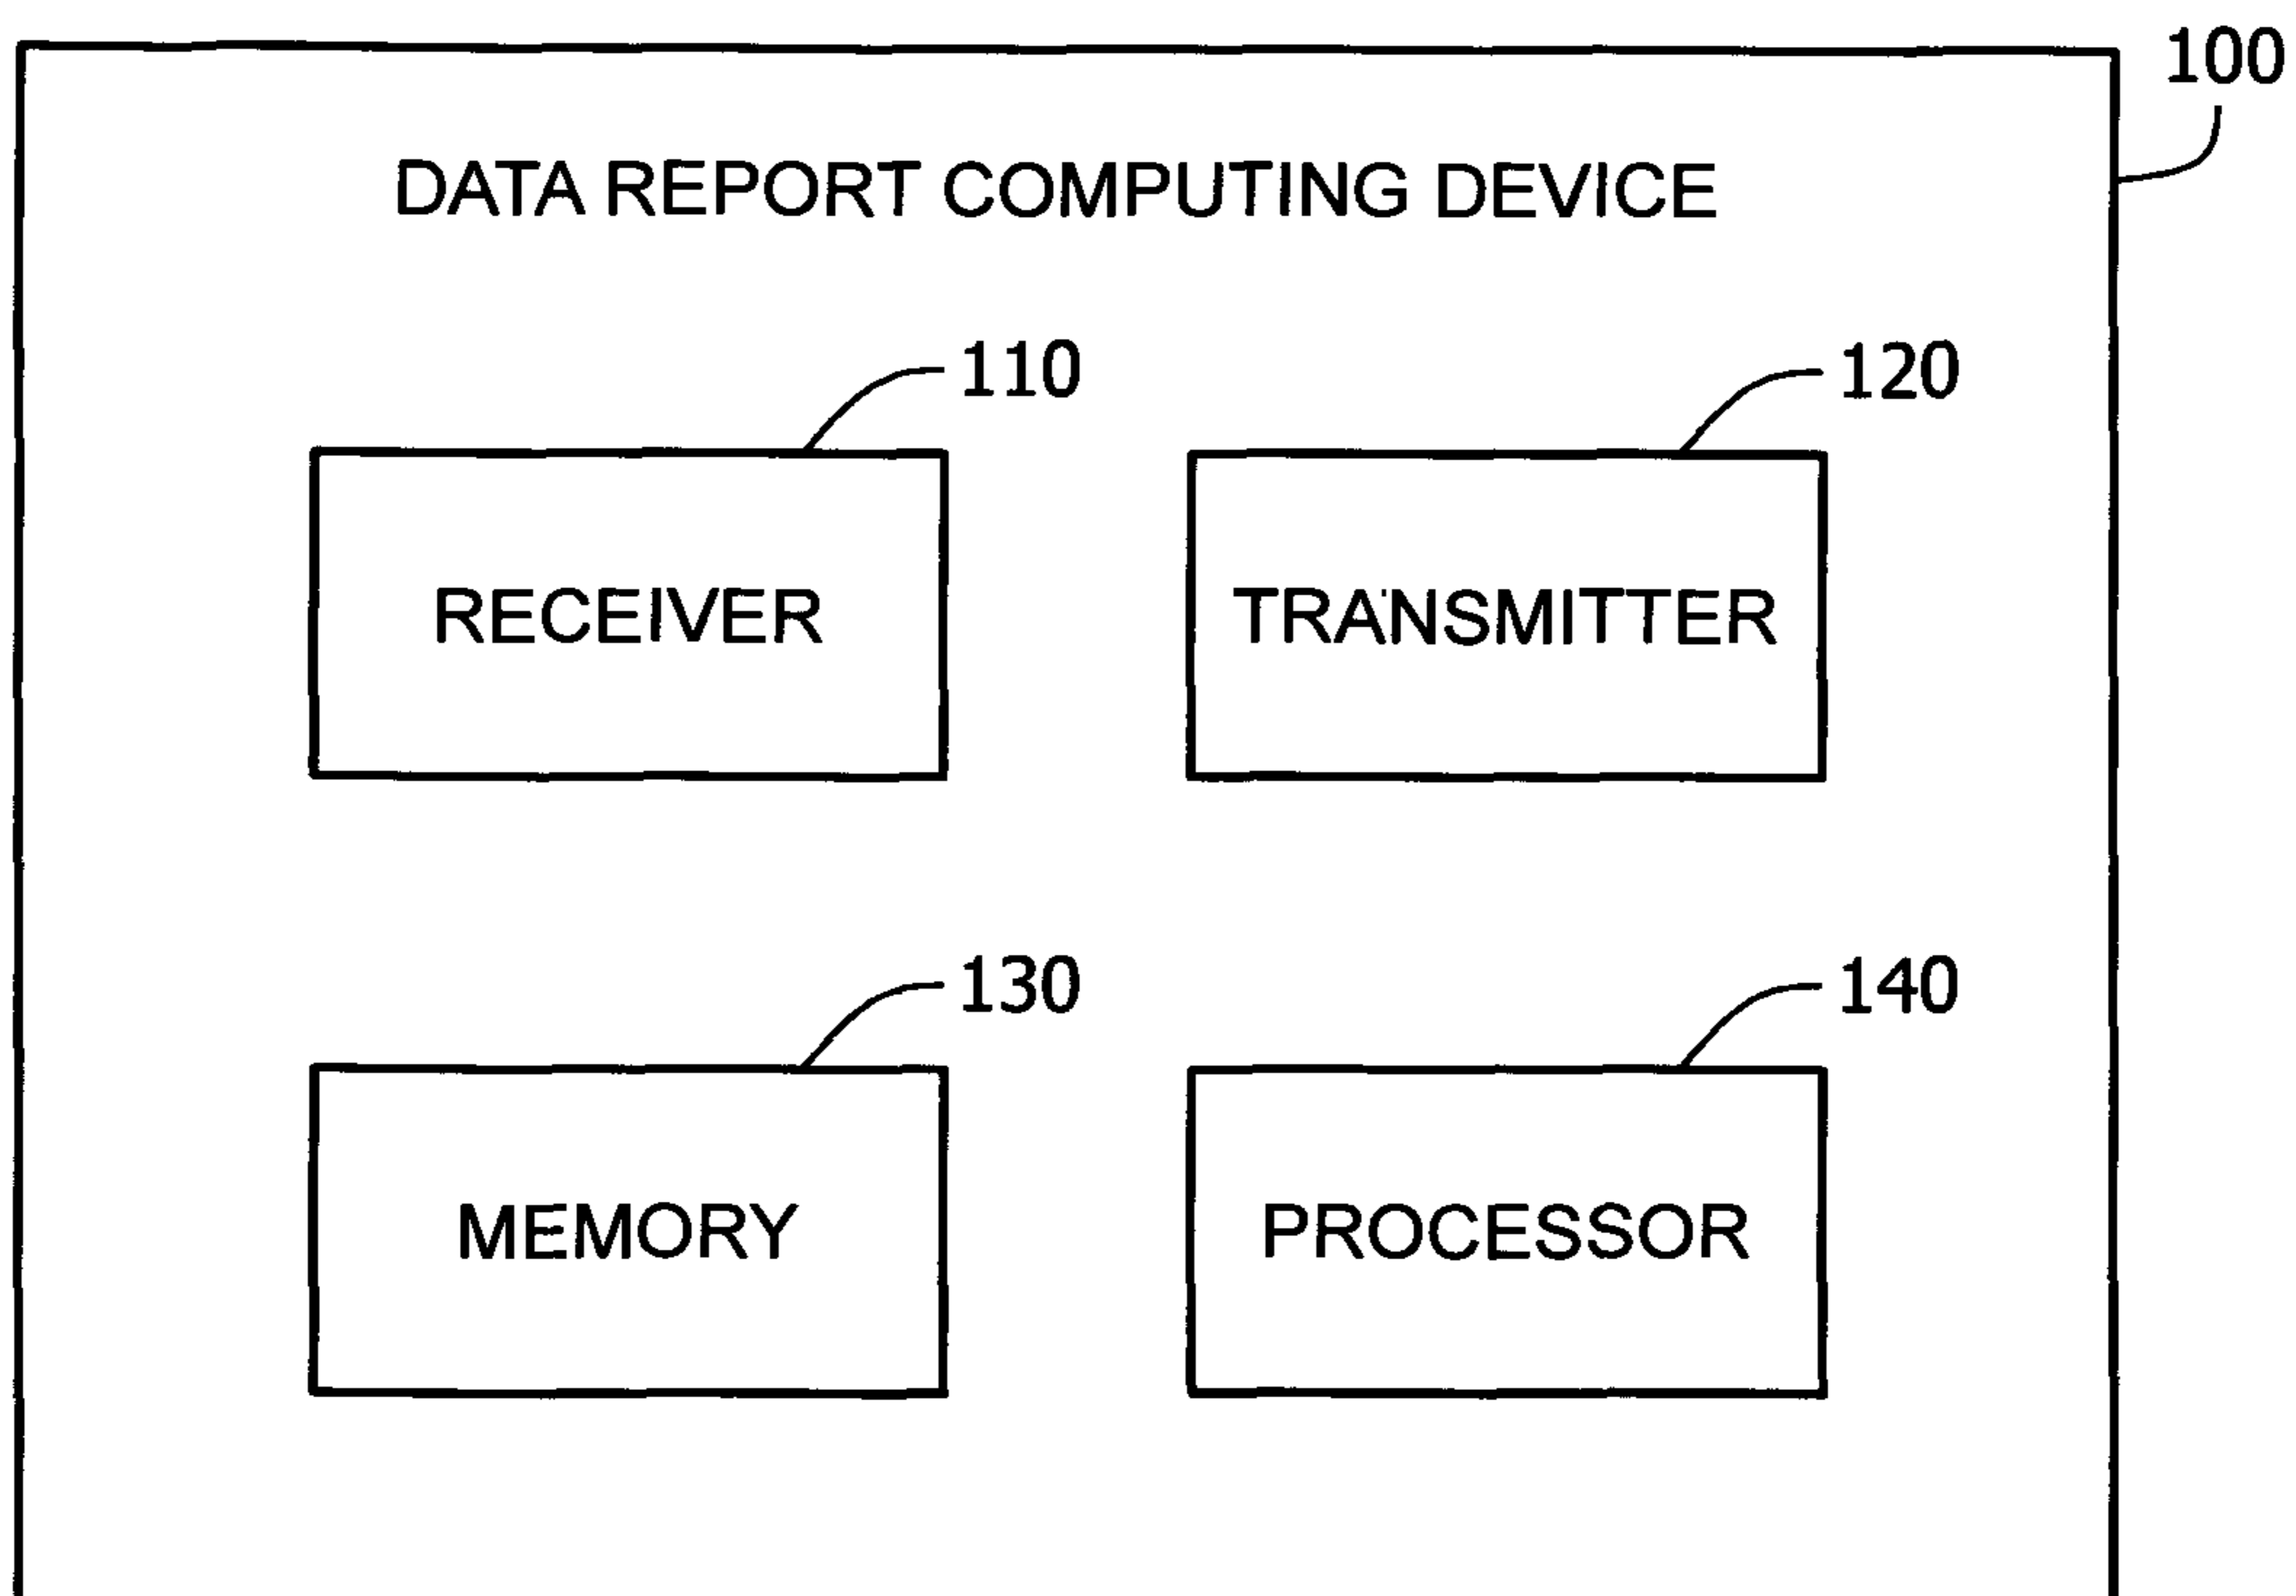 100
DATA REPORT COMPUTING DEVICE
110
120
RECEIVER
TRANSMITTER
130
140
MEMORY
PROCESSOR